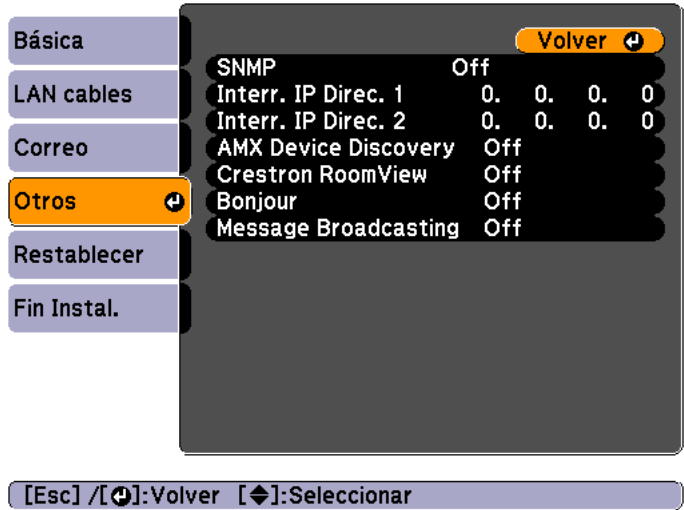 Básica
LAN cables
Correo
Otros
Restablecer
Fin Instal.
Volver
SNMP Off
Interr. IP Direc. 1 0. 0. 0. 0
Interr. IP Direc. 2 0. 0. 0. 0
AMX Device Discovery Off
Crestron RoomView Off
Bonjour Off
Message Broadcasting Off
[Esc] /[⏎]:Volver [◆]:Seleccionar